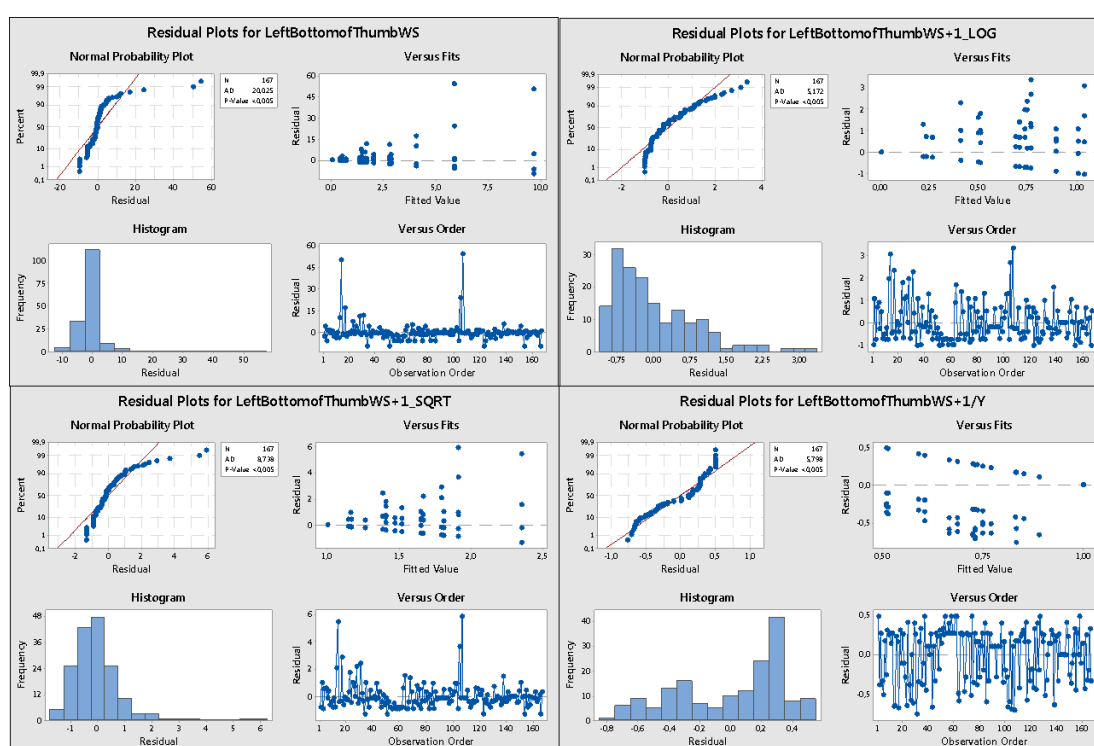 Residual Plots for LeftBottomofThumbWS
Normal Probability Plot
Versus Fits
99,9
99
90
50
10
1
0,1
Percent
N 167
AD 20,025
P-Value <0,005
-20 0 20 40 60
Residual
60
45
30
15
0
Residual
0,0 2,5 5,0 7,5 10,0
Fitted Value
Histogram
Versus Order
100
75
50
25
0
Frequency
-10 0 10 20 30 40 50
Residual
60
45
30
15
0
Residual
1 20 40 60 80 100 120 140 160
Observation Order
Residual Plots for LeftBottomofThumbWS+1_LOG
Normal Probability Plot
Versus Fits
99,9
99
90
50
10
1
0,1
Percent
N 167
AD 5,172
P-Value <0,005
-2 0 2 4
Residual
3
2
1
0
-1
Residual
0,00 0,25 0,50 0,75 1,00
Fitted Value
Histogram
Versus Order
30
20
10
0
Frequency
-0,75 0,00 0,75 1,50 2,25 3,00
Residual
3
2
1
0
-1
Residual
1 20 40 60 80 100 120 140 160
Observation Order
Residual Plots for LeftBottomofThumbWS+1_SQRT
Normal Probability Plot
Versus Fits
99,9
99
90
50
10
1
0,1
Percent
N 167
AD 8,738
P-Value <0,005
-2 0 2 4 6
Residual
6
4
2
0
Residual
1,0 1,5 2,0 2,5
Fitted Value
Histogram
Versus Order
48
36
24
12
0
Frequency
-1 0 1 2 3 4 5 6
Residual
6
4
2
0
Residual
1 20 40 60 80 100 120 140 160
Observation Order
Residual Plots for LeftBottomofThumbWS+1/Y
Normal Probability Plot
Versus Fits
99,9
99
90
50
10
1
0,1
Percent
N 167
AD 5,798
P-Value <0,005
-1,0 -0,5 0,0 0,5 1,0
Residual
0,5
0,0
-0,5
Residual
0,50 0,75 1,00
Fitted Value
Histogram
Versus Order
40
30
20
10
0
Frequency
-0,8 -0,6 -0,4 -0,2 0,0 0,2 0,4
Residual
0,5
0,0
-0,5
Residual
1 20 40 60 80 100 120 140 160
Observation Order